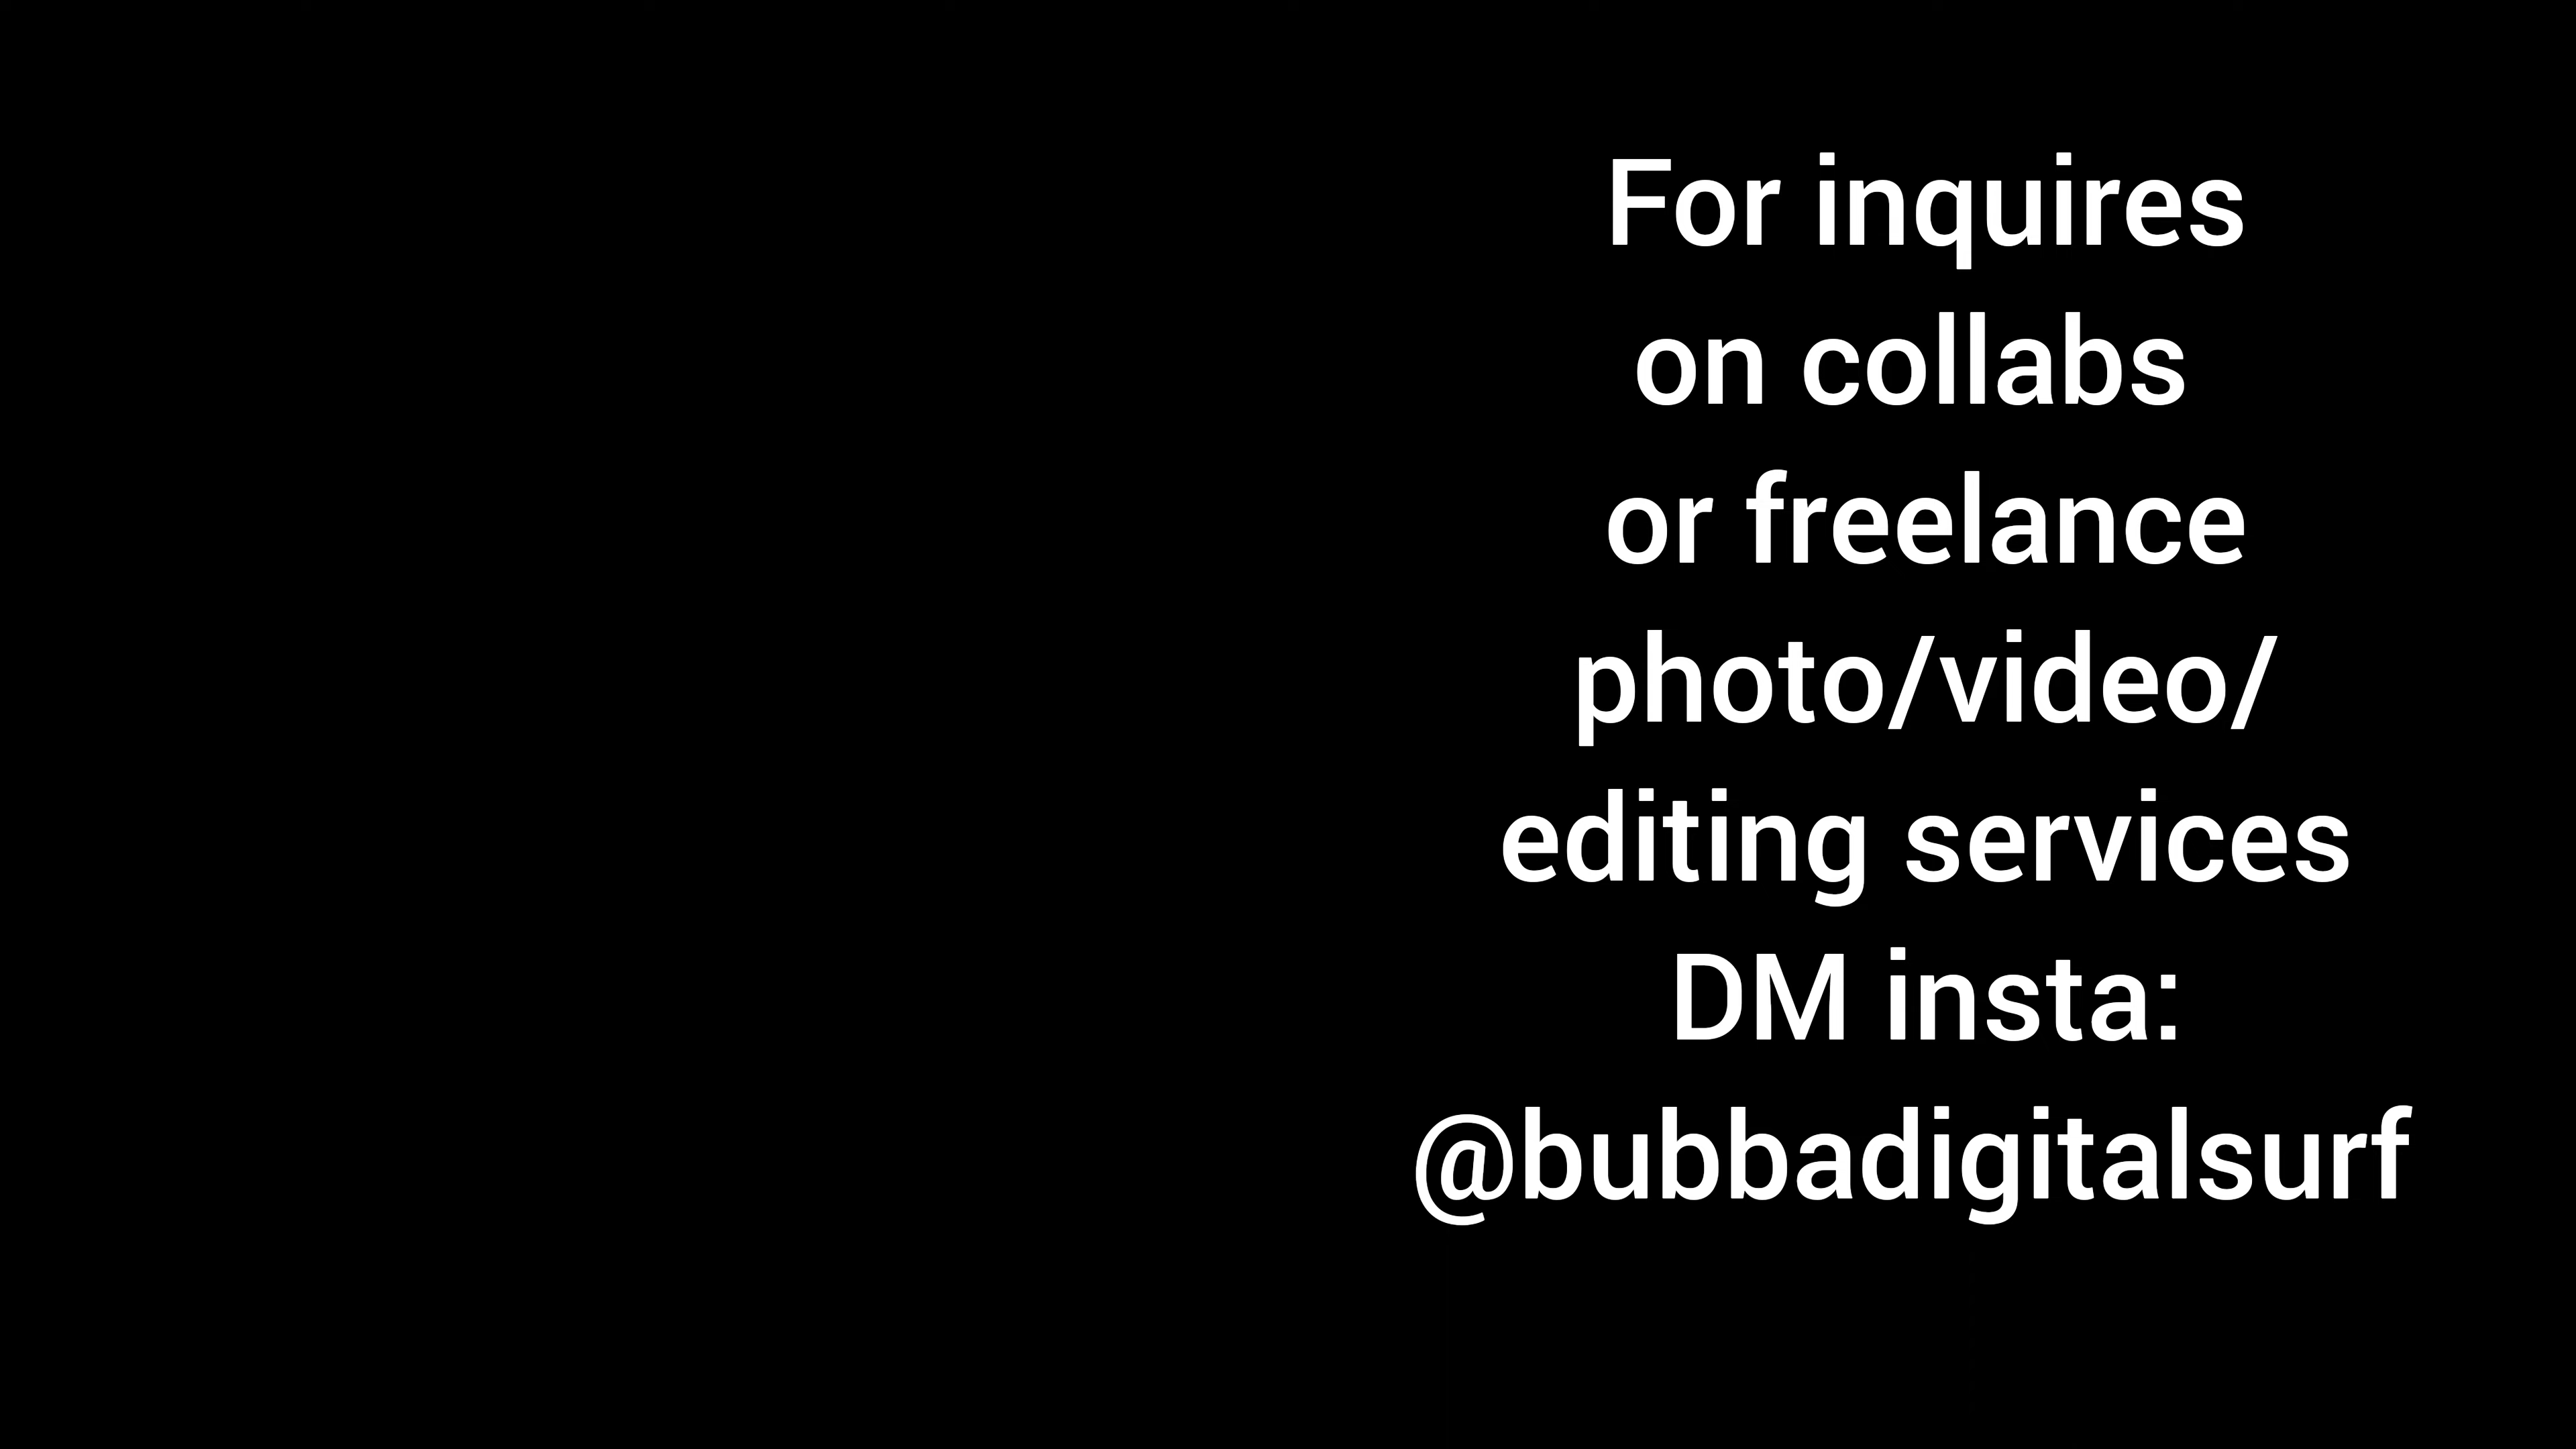 For inquires
on collabs
or freelance
photo/video/
editing services
DM insta:
@bubbadigitalsurf